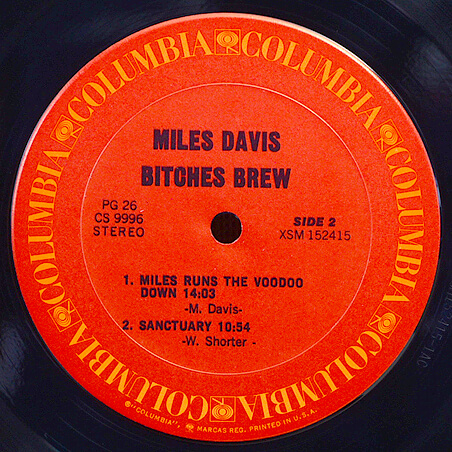 COLUMBIA COLUMBIA COLUMBIA COLUMBIA COLUMBIA COLUMBIA
MILES DAVIS
BITCHES BREW
PG 26
CS 9996
STEREO
SIDE 2
XSM 152415
1. MILES RUNS THE VOODOO
DOWN 14:03
-M. Davis-
2. SANCTUARY 10:54
-W. Shorter -
"COLUMBIA", MARCAS REG. PRINTED IN U.S.A.